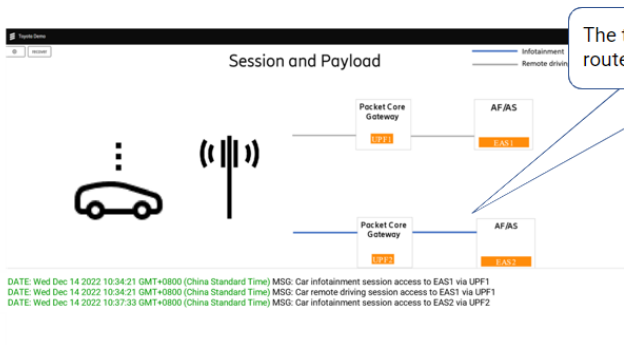 Toyota Demo
RESTART
Session and Payload
Infotainment
Remote driving
The
route
Packet Core
Gateway
UPF1
AF/AS
EAS1
Packet Core
Gateway
UPF2
AF/AS
EAS2
DATE: Wed Dec 14 2022 10:34:21 GMT+0800 (China Standard Time) MSG: Car infotainment session access to EAS1 via UPF1
DATE: Wed Dec 14 2022 10:34:21 GMT+0800 (China Standard Time) MSG: Car remote driving session access to EAS1 via UPF1
DATE: Wed Dec 14 2022 10:37:33 GMT+0800 (China Standard Time) MSG: Car infotainment session access to EAS2 via UPF2